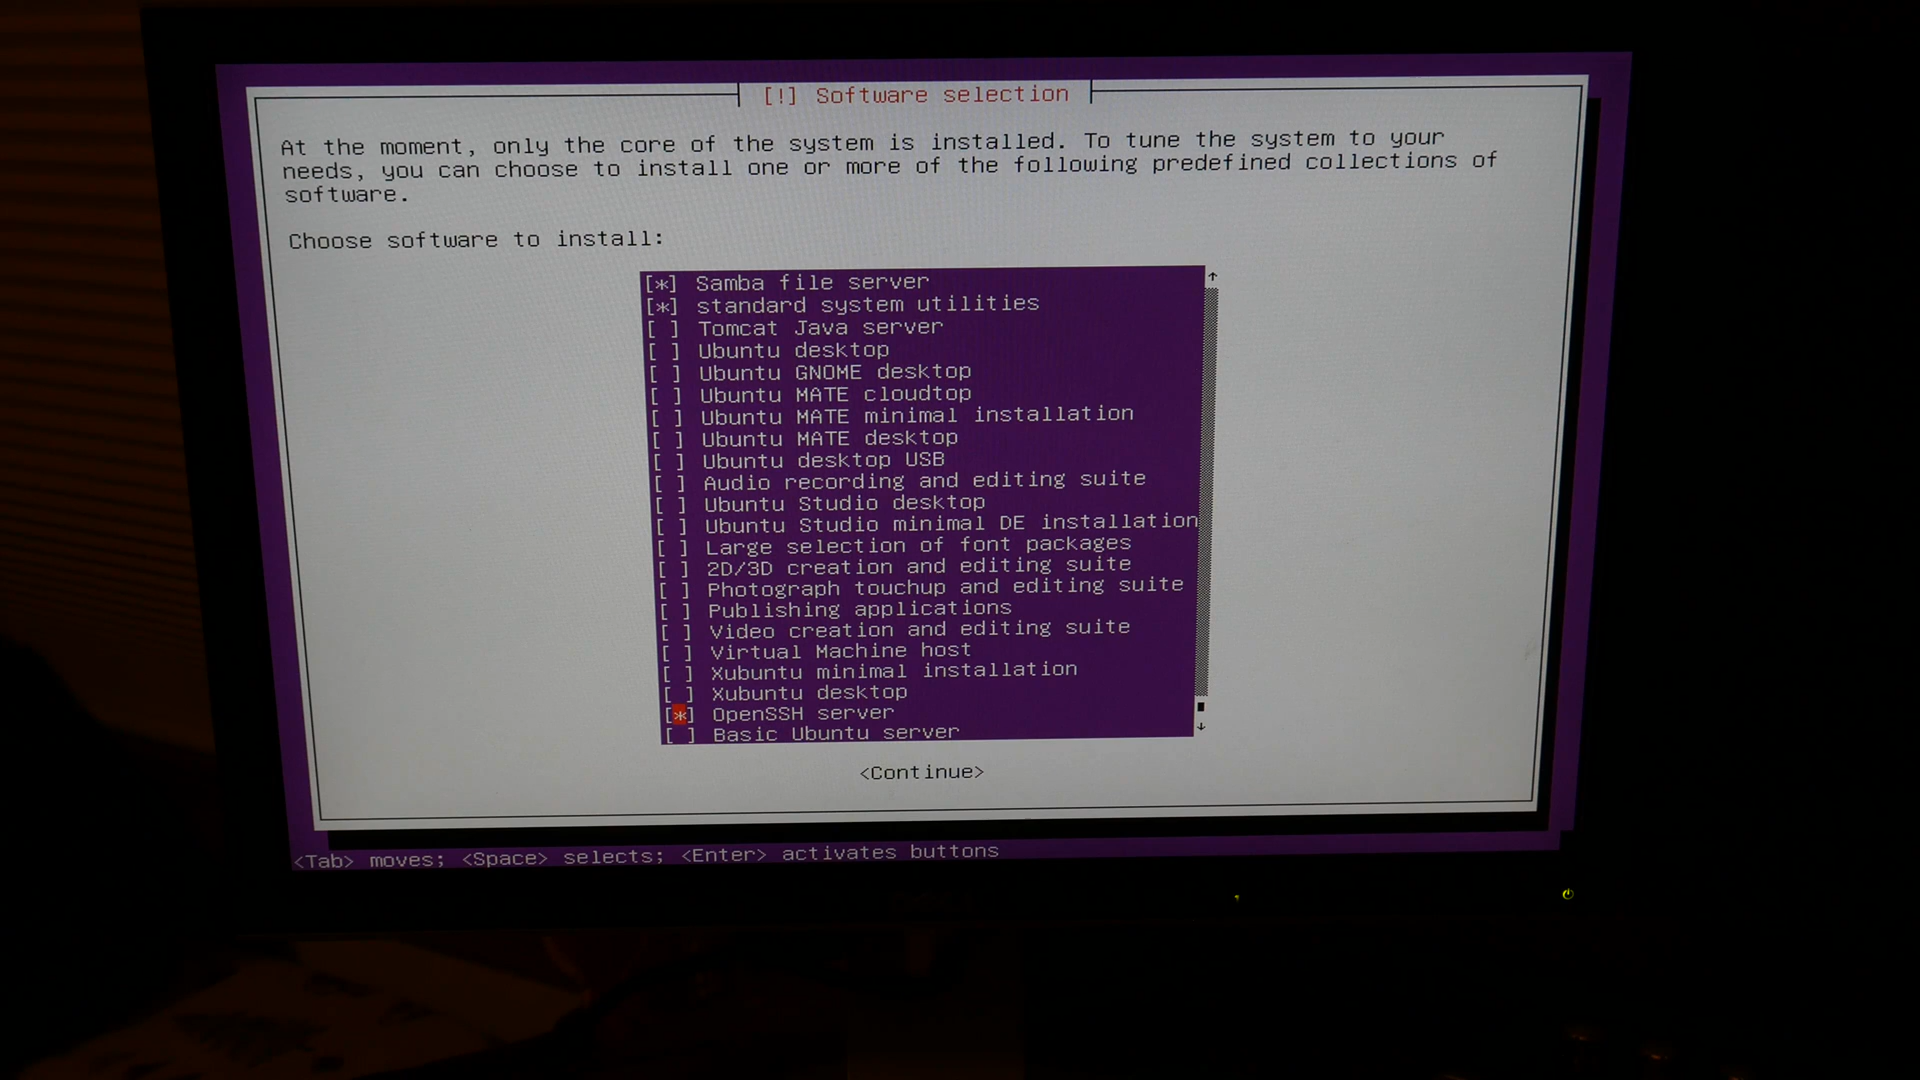 [!] Software selection
At the moment, only the core of the system is installed. To tune the system to your
needs, you can choose to install one or more of the following predefined collections of
software.
Choose software to install:
[*] Samba file server
[*] standard system utilities
[ ] Tomcat Java server
[ ] Ubuntu desktop
[ ] Ubuntu GNOME desktop
[ ] Ubuntu MATE cloudtop
[ ] Ubuntu MATE minimal installation
[ ] Ubuntu MATE desktop
[ ] Ubuntu desktop USB
[ ] Audio recording and editing suite
[ ] Ubuntu Studio desktop
[ ] Ubuntu Studio minimal DE installation
[ ] Large selection of font packages
[ ] 2D/3D creation and editing suite
[ ] Photograph touchup and editing suite
[ ] Publishing applications
[ ] Video creation and editing suite
[ ] Virtual Machine host
[ ] Xubuntu minimal installation
[ ] Xubuntu desktop
[*] OpenSSH server
[ ] Basic Ubuntu server
<Continue>
<Tab> moves; <Space> selects; <Enter> activates buttons